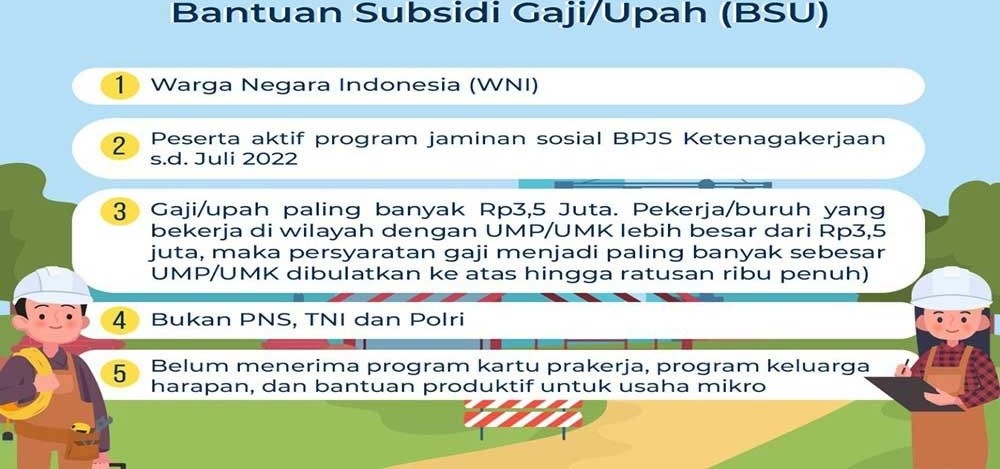 Bantuan Subsidi Gaji/Upah (BSU)
1 Warga Negara Indonesia (WNI)
2 Peserta aktif program jaminan sosial BPJS Ketenagakerjaan
s.d. Juli 2022
3 Gaji/upah paling banyak Rp3,5 Juta. Pekerja/buruh yang
bekerja di wilayah dengan UMP/UMK lebih besar dari Rp3,5
juta, maka persyaratan gaji menjadi paling banyak sebesar
UMP/UMK dibulatkan ke atas hingga ratusan ribu penuh)
4 Bukan PNS, TNI dan Polri
5 Belum menerima program kartu prakerja, program keluarga
harapan, dan bantuan produktif untuk usaha mikro